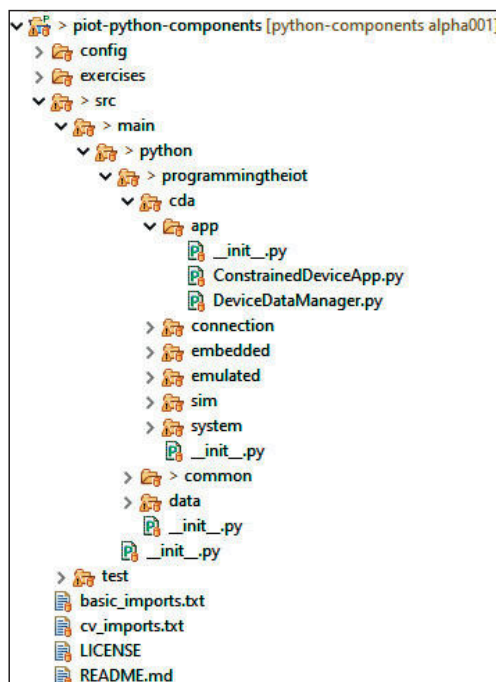 > piot-python-components [python-components alpha001]
config
exercises
> src
> main
> python
> programmingtheiot
cda
app
__init__.py
ConstrainedDeviceApp.py
DeviceDataManager.py
connection
embedded
emulated
sim
system
__init__.py
> common
data
__init__.py
__init__.py
test
basic_imports.txt
cv_imports.txt
LICENSE
README.md